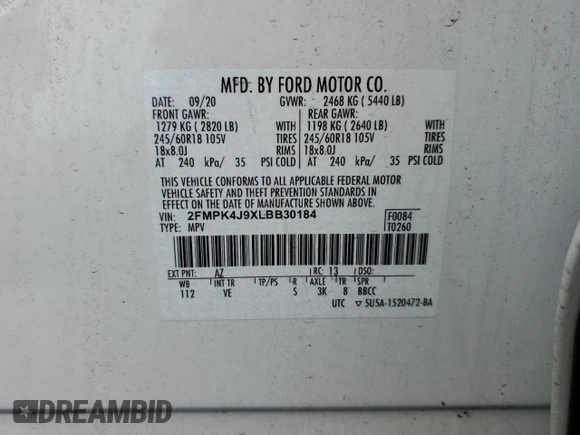 MFD. BY FORD MOTOR CO.
DATE: 09/20 GVWR: 2468 KG ( 5440 LB)
FRONT GAWR: REAR GAWR:
1279 KG ( 2820 LB) WITH 1198 KG ( 2640 LB) WITH
245/60R18 105V TIRES 245/60R18 105V TIRES
18x8.0J RIMS 18x8.0J RIMS
AT 240 kPa/ 35 PSI COLD AT 240 kPa/ 35 PSI COLD
THIS VEHICLE CONFORMS TO ALL APPLICABLE FEDERAL MOTOR
VEHICLE SAFETY AND THEFT PREVENTION STANDARDS IN
EFFECT ON THE DATE OF MANUFACTURE SHOWN ABOVE.
VIN: 2FMPK4J9XLBB30184 F0084
TYPE: MPV T0260
EXT PNT: AZ RC: 13 DSO:
WB INT TR TP/PS R AXLE TR SPR
112 VE S 3K 8 BBCC
UTC ▽ 5U5A-1520472-BA
DREAMBID